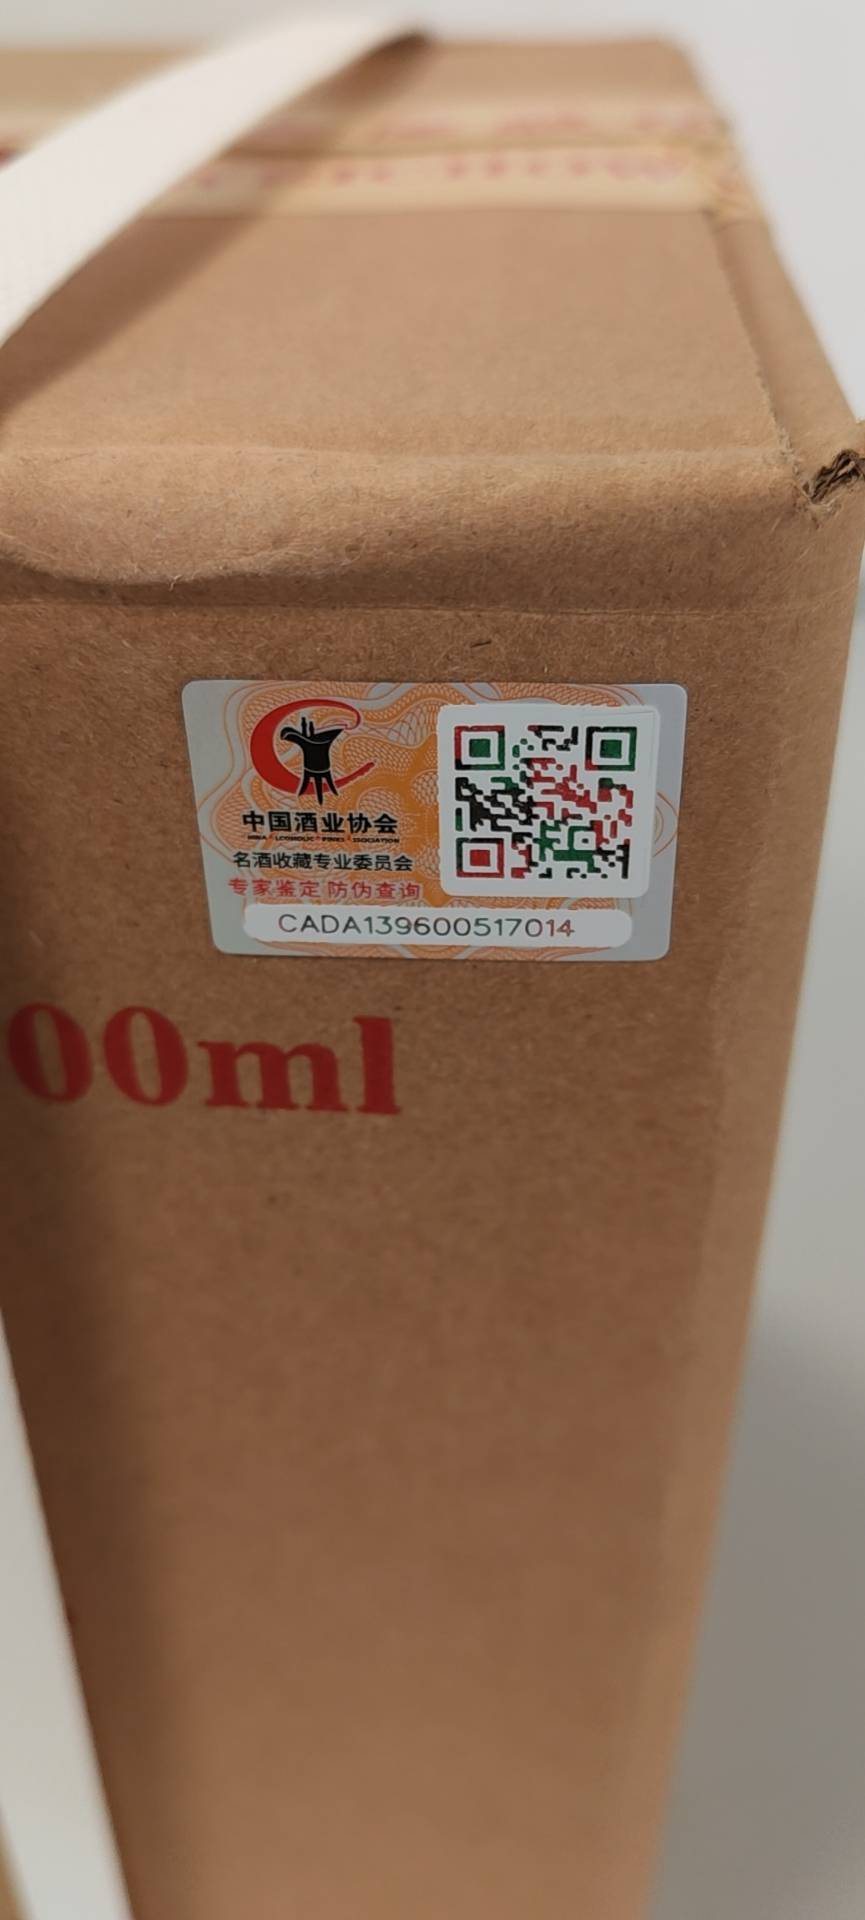 中国酒业协会
名酒收藏专业委员会
专家鉴定 防伪查询
CADA139600517014
00ml